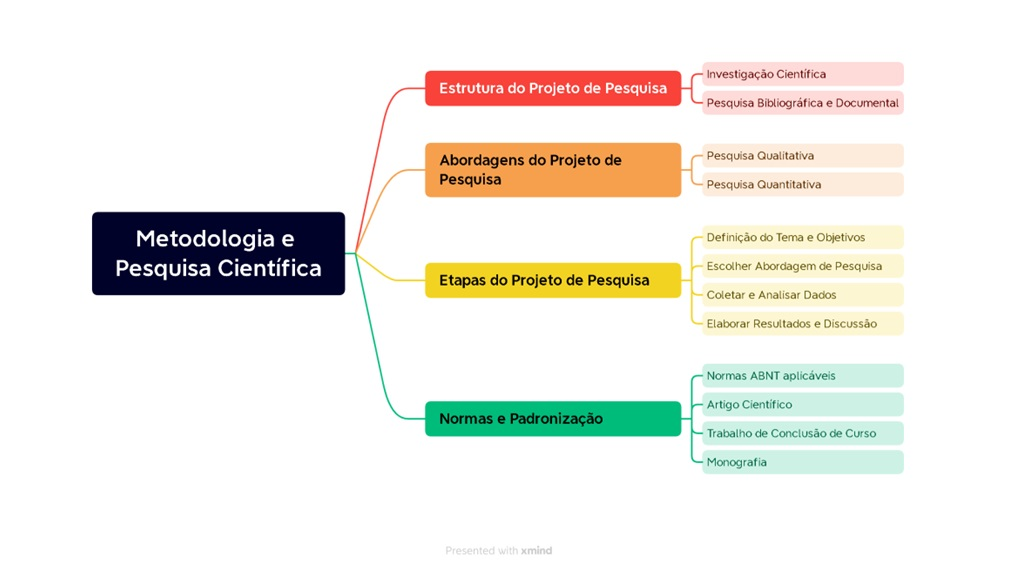 Metodologia e
Pesquisa Científica
Estrutura do Projeto de Pesquisa
Investigação Científica
Pesquisa Bibliográfica e Documental
Abordagens do Projeto de
Pesquisa
Pesquisa Qualitativa
Pesquisa Quantitativa
Etapas do Projeto de Pesquisa
Definição do Tema e Objetivos
Escolher Abordagem de Pesquisa
Coletar e Analisar Dados
Elaborar Resultados e Discussão
Normas e Padronização
Normas ABNT aplicáveis
Artigo Científico
Trabalho de Conclusão de Curso
Monografia
Presented with xmind